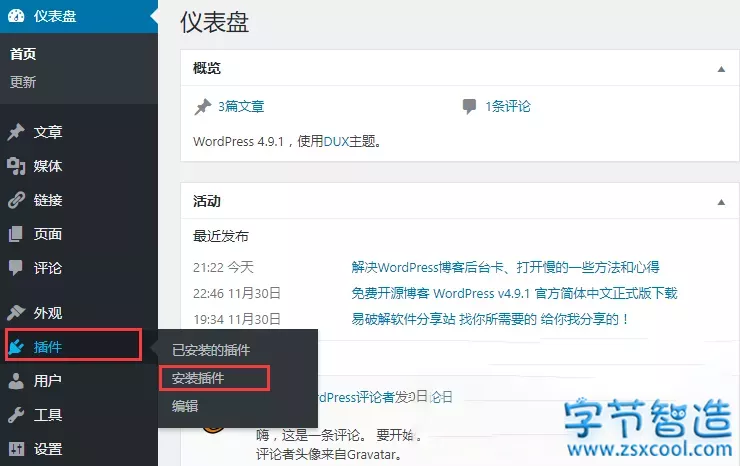 仪表盘
首页
更新
文章
媒体
链接
页面
评论
外观
插件
用户
工具
设置
已安装的插件
安装插件
编辑
仪表盘
概览
3篇文章 1条评论
WordPress 4.9.1，使用DUX主题。
活动
最近发布
21:22 今天 解决WordPress博客后台卡、打开慢的一些方法和心得
22:46 11月30日 免费开源博客 WordPress v4.9.1 官方简体中文正式版下载
19:34 11月30日 易破解软件分享站 找你所需要的 给你我分享的！
rdPress评论者发
嗨，这是一条评论。 要开始
评论者头像来自Gravatar。
字节智造
www.zsxcool.com